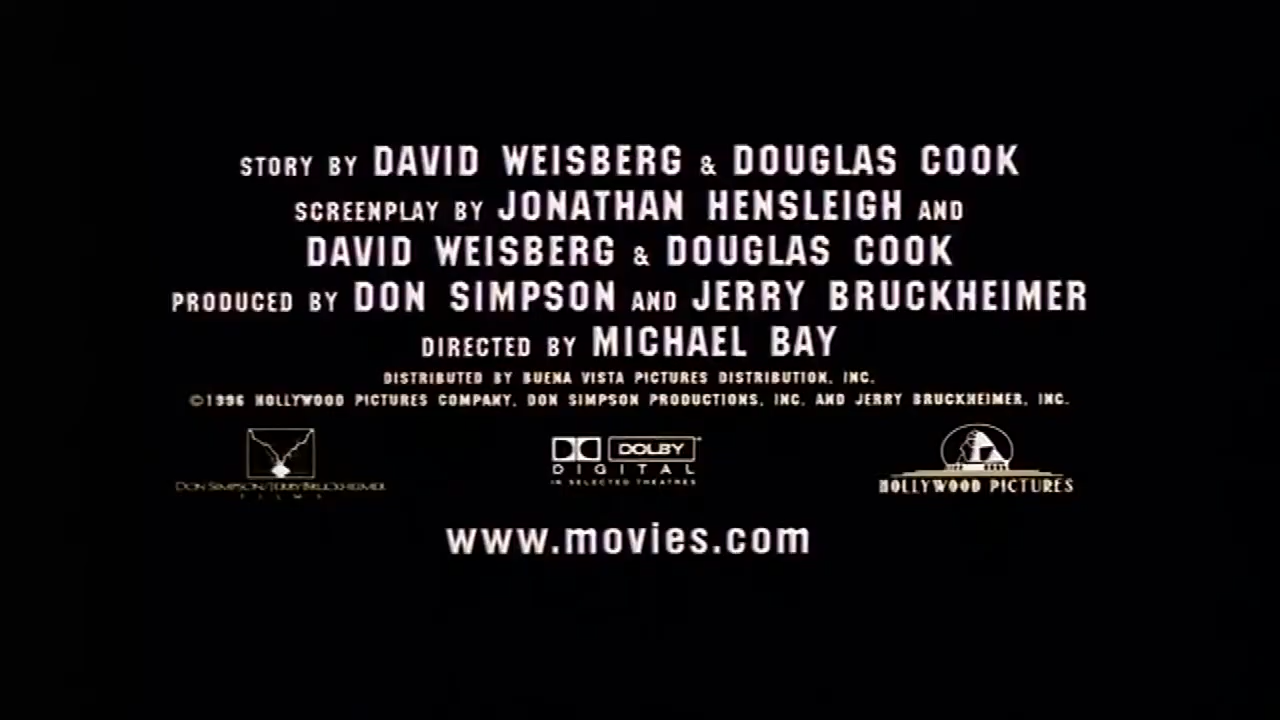 STORY BY DAVID WEISBERG & DOUGLAS COOK
SCREENPLAY BY JONATHAN HENSLEIGH AND
DAVID WEISBERG & DOUGLAS COOK
PRODUCED BY DON SIMPSON AND JERRY BRUCKHEIMER
DIRECTED BY MICHAEL BAY
DISTRIBUTED BY BUENA VISTA PICTURES DISTRIBUTION, INC.
©1996 HOLLYWOOD PICTURES COMPANY, DON SIMPSON PRODUCTIONS, INC. AND JERRY BRUCKHEIMER, INC.
DON SIMPSON/JERRY BRUCKHEIMER
FILMS
DOLBY
DIGITAL
IN SELECTED THEATRES
HOLLYWOOD PICTURES
www.movies.com